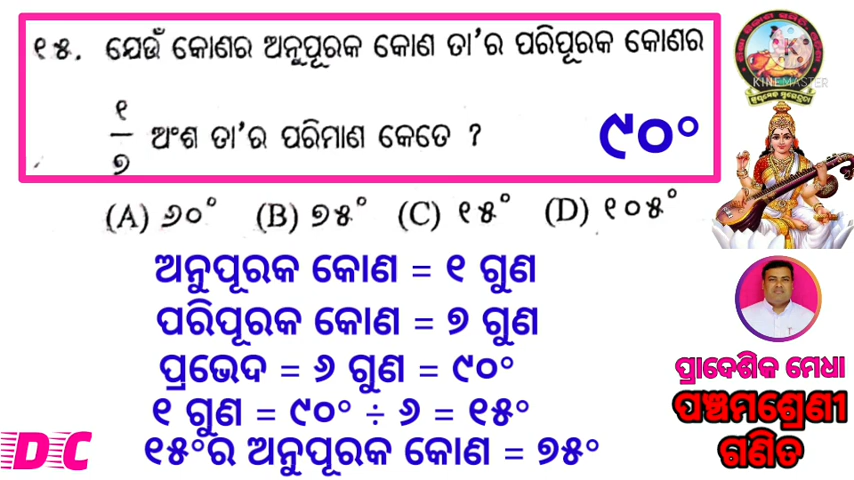 ୧୫. ଯେଉଁ କୋଣର ଅନୁପୂରକ କୋଣ ତା'ର ପରିପୂରକ କୋଣର
୧/୭ ଅଂଶ ତା'ର ପରିମାଣ କେତେ ?
୯୦°
(A) ୬୦° (B) ୭୫° (C) ୧୫° (D) ୧୦୫°
ଅନୁପୂରକ କୋଣ = ୧ ଗୁଣ
ପରିପୂରକ କୋଣ = ୭ ଗୁଣ
ପ୍ରଭେଦ = ୬ ଗୁଣ = ୯୦°
୧ ଗୁଣ = ୯୦° ÷ ୬ = ୧୫°
୧୫°ର ଅନୁପୂରକ କୋଣ = ୭୫°
KINEMASTER
ପ୍ରାଦେଶିକ ମେଧା
ପଞ୍ଚମଶ୍ରେଣୀ
ଗଣିତ
DC